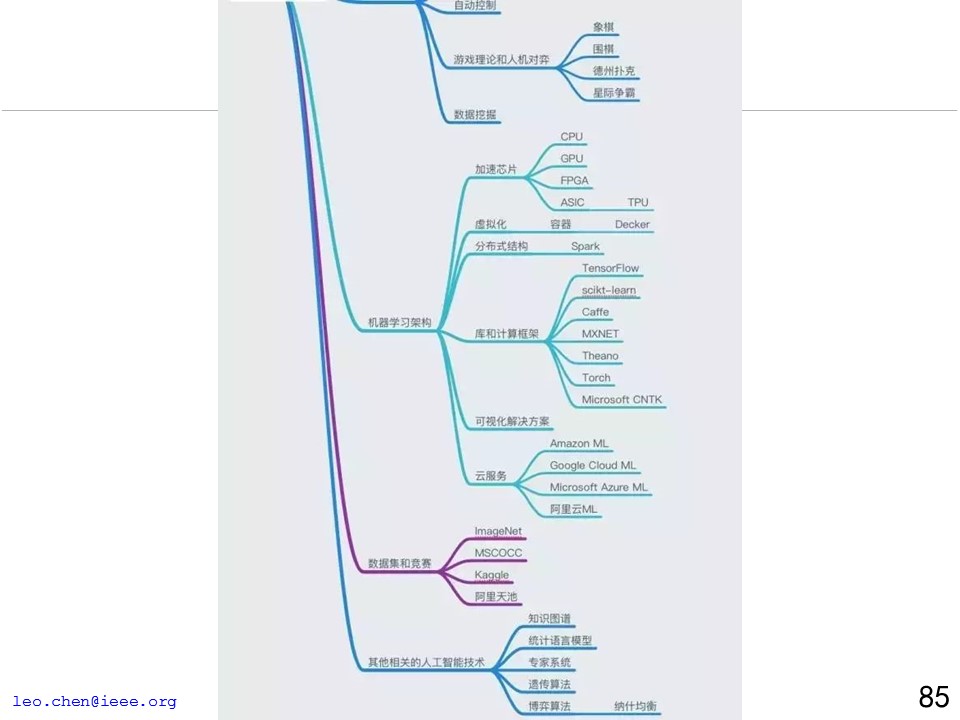 自动控制
游戏理论和人机对弈
象棋
围棋
德州扑克
星际争霸
数据挖掘
机器学习架构
加速芯片
CPU
GPU
FPGA
ASIC TPU
虚拟化 容器 Decker
分布式结构 Spark
库和计算框架
TensorFlow
scikt-learn
Caffe
MXNET
Theano
Torch
Microsoft CNTK
可视化解决方案
云服务
Amazon ML
Google Cloud ML
Microsoft Azure ML
阿里云ML
数据集和竞赛
ImageNet
MSCOCC
Kaggle
阿里天池
其他相关的人工智能技术
知识图谱
统计语言模型
专家系统
遗传算法
博弈算法 纳什均衡
leo.chen@ieee.org
85